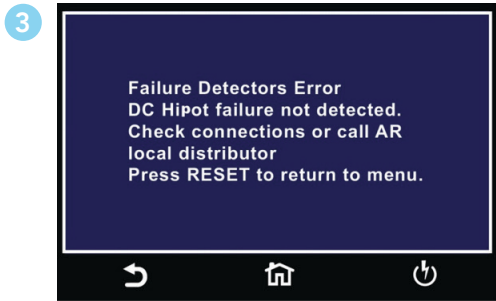 3
Failure Detectors Error
DC Hipot failure not detected.
Check connections or call AR
local distributor
Press RESET to return to menu.